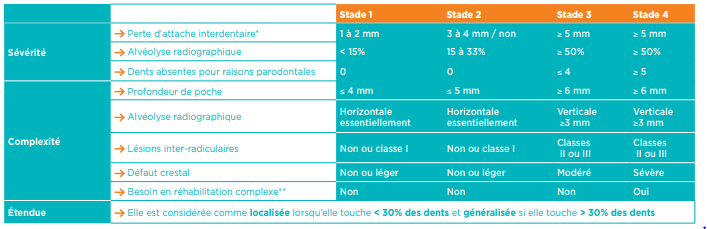 Stade 1 Stade 2 Stade 3 Stade 4
Sévérité
→ Perte d'attache interdentaire* 1 à 2 mm 3 à 4 mm / non ≥ 5 mm ≥ 5 mm
→ Alvéolyse radiographique < 15% 15 à 33% ≥ 50% ≥ 50%
→ Dents absentes pour raisons parodontales 0 0 ≤ 4 ≥ 5
Complexité
→ Profondeur de poche ≤ 4 mm ≤ 5 mm ≥ 6 mm ≥ 6 mm
→ Alvéolyse radiographique Horizontale essentiellement Horizontale essentiellement Verticale ≥3 mm Verticale ≥3 mm
→ Lésions inter-radiculaires Non ou classe I Non ou classe I Classes II ou III Classes II ou III
→ Défaut crestal Non ou léger Non ou léger Modéré Sévère
→ Besoin en réhabilitation complexe** Non Non Non Oui
Étendue → Elle est considérée comme localisée lorsqu'elle touche < 30% des dents et généralisée si elle touche > 30% des dents